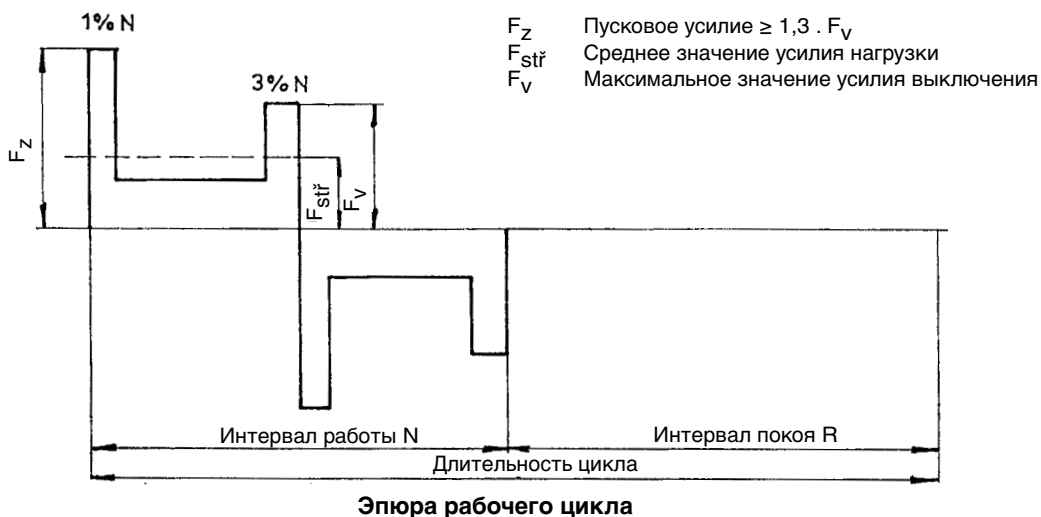 1% N
F_z Пусковое усилие ≥ 1,3 . F_v
F_stř Среднее значение усилия нагрузки
F_v Максимальное значение усилия выключения
3% N
F_z
F_stř
F_v
Интервал работы N
Интервал покоя R
Длительность цикла
Эпюра рабочего цикла